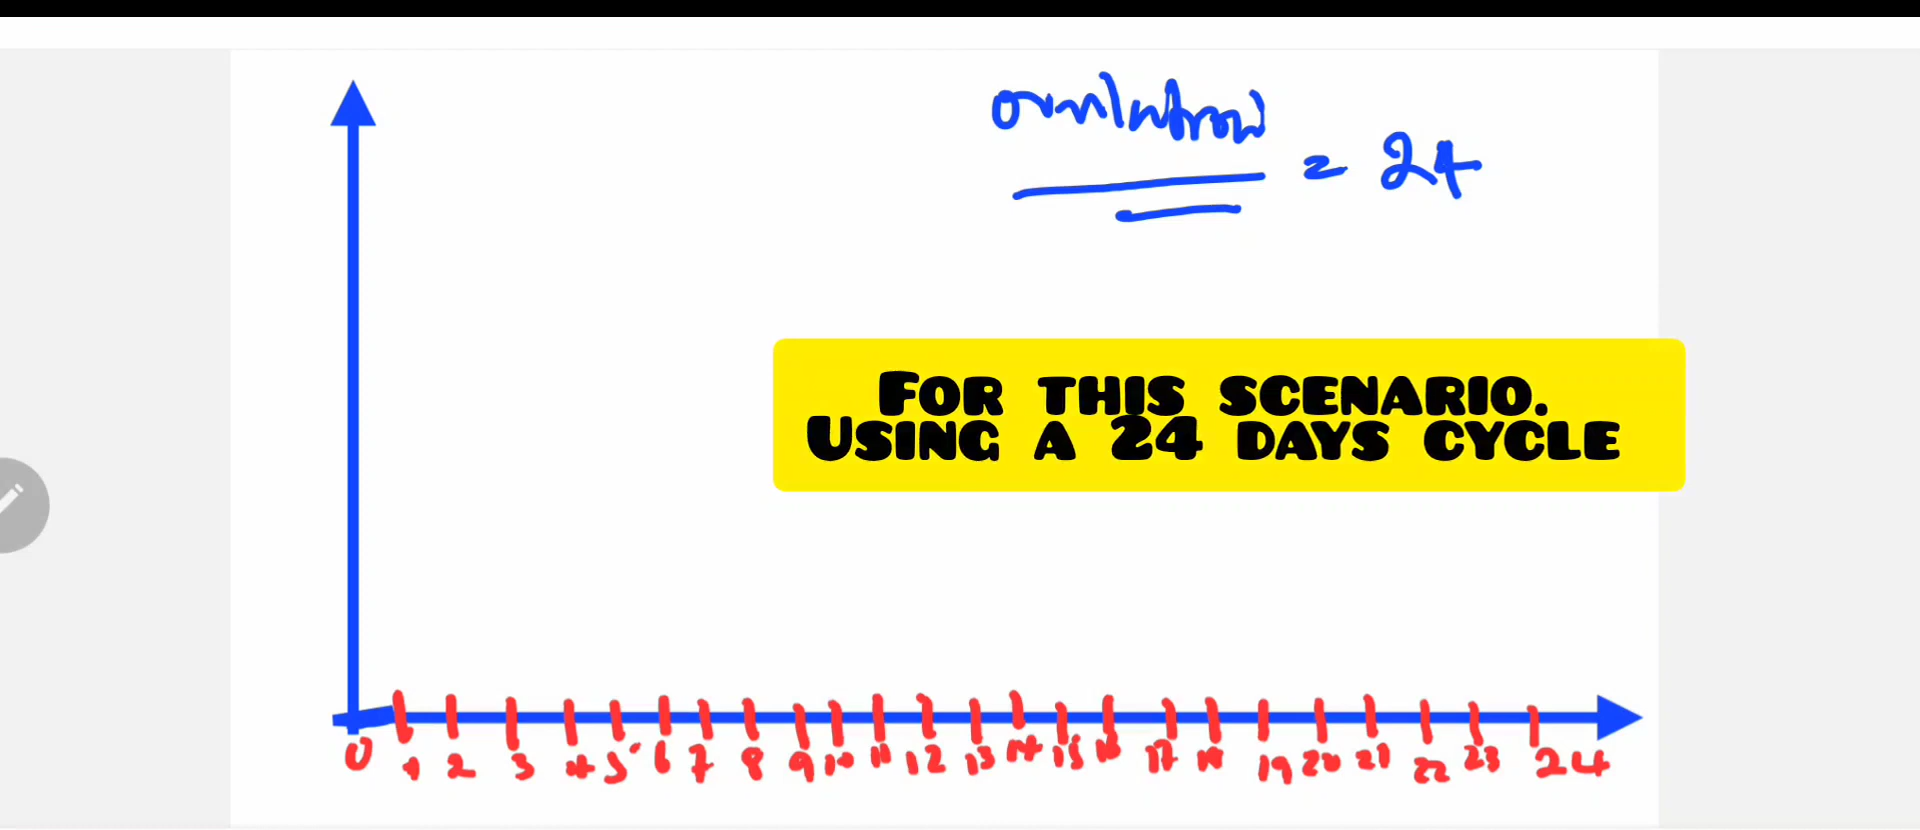 = 24
For this scenario.
Using a 24 days cycle
0 1 2 3 4 5 6 7 8 9 10 11 12 13 14 15 16 17 18 19 20 21 22 23 24